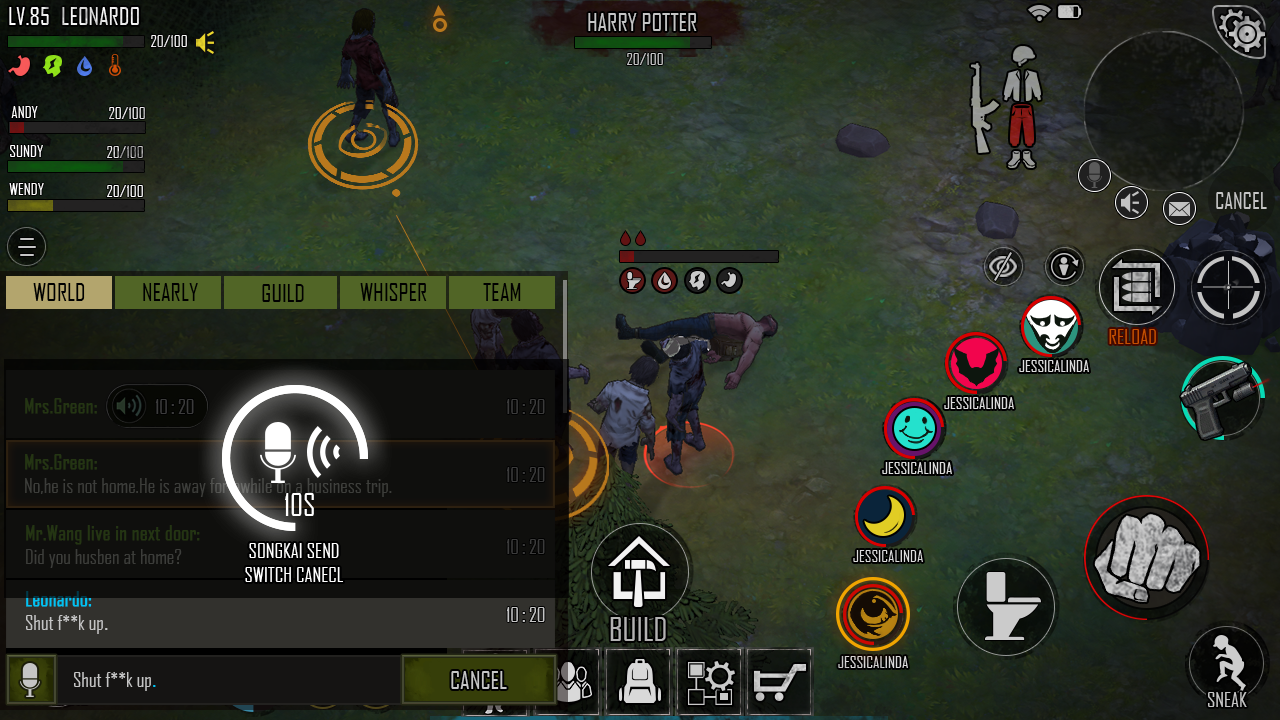 LV.85 LEONARDO
20/100
HARRY POTTER
20/100
ANDY 20/100
SUNDY 20/100
WENDY 20/100
CANCEL
WORLD NEARLY GUILD WHISPER TEAM
RELOAD
JESSICALINDA
JESSICALINDA
JESSICALINDA
JESSICALINDA
JESSICALINDA
Mrs.Green: 10:20 10:20
Mrs.Green:
No,he is not home.He is away for awhile on a business trip. 10:20
10S
Mr.Wang live in next door:
Did you husben at home? 10:20
SONGKAI SEND
SWITCH CANECL
Leonardo:
Shut f**k up. 10:20
Shut f**k up.
CANCEL
BUILD
SNEAK